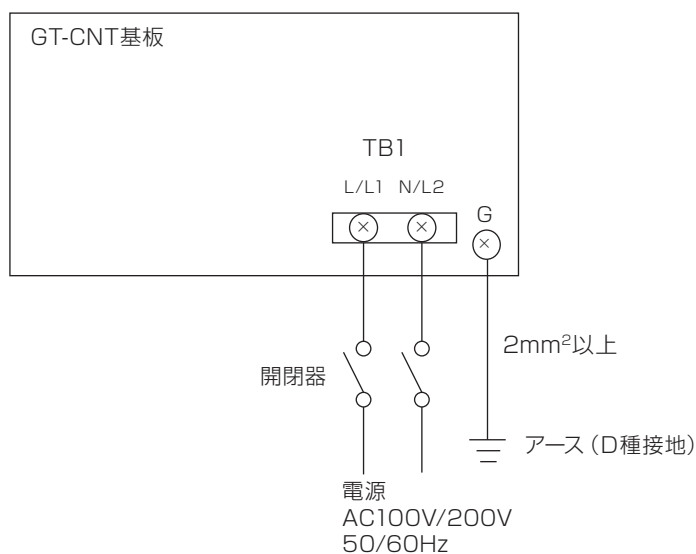 GT-CNT基板
TB1
L/L1 N/L2
G
2mm²以上
開閉器
アース(D種接地)
電源
AC100V/200V
50/60Hz